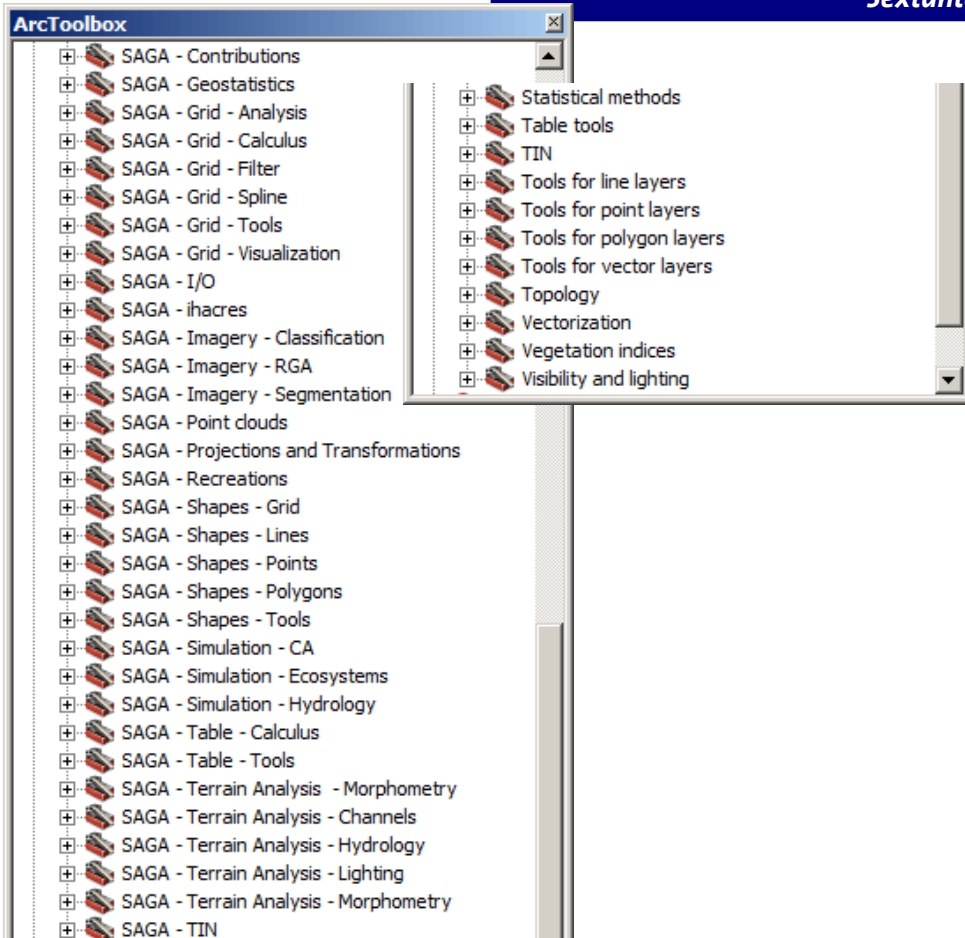 Sextant
ArcToolbox
SAGA - Contributions
SAGA - Geostatistics
SAGA - Grid - Analysis
SAGA - Grid - Calculus
SAGA - Grid - Filter
SAGA - Grid - Spline
SAGA - Grid - Tools
SAGA - Grid - Visualization
SAGA - I/O
SAGA - ihacres
SAGA - Imagery - Classification
SAGA - Imagery - RGA
SAGA - Imagery - Segmentation
SAGA - Point clouds
SAGA - Projections and Transformations
SAGA - Recreations
SAGA - Shapes - Grid
SAGA - Shapes - Lines
SAGA - Shapes - Points
SAGA - Shapes - Polygons
SAGA - Shapes - Tools
SAGA - Simulation - CA
SAGA - Simulation - Ecosystems
SAGA - Simulation - Hydrology
SAGA - Table - Calculus
SAGA - Table - Tools
SAGA - Terrain Analysis  - Morphometry
SAGA - Terrain Analysis - Channels
SAGA - Terrain Analysis - Hydrology
SAGA - Terrain Analysis - Lighting
SAGA - Terrain Analysis - Morphometry
SAGA - TIN
Statistical methods
Table tools
TIN
Tools for line layers
Tools for point layers
Tools for polygon layers
Tools for vector layers
Topology
Vectorization
Vegetation indices
Visibility and lighting